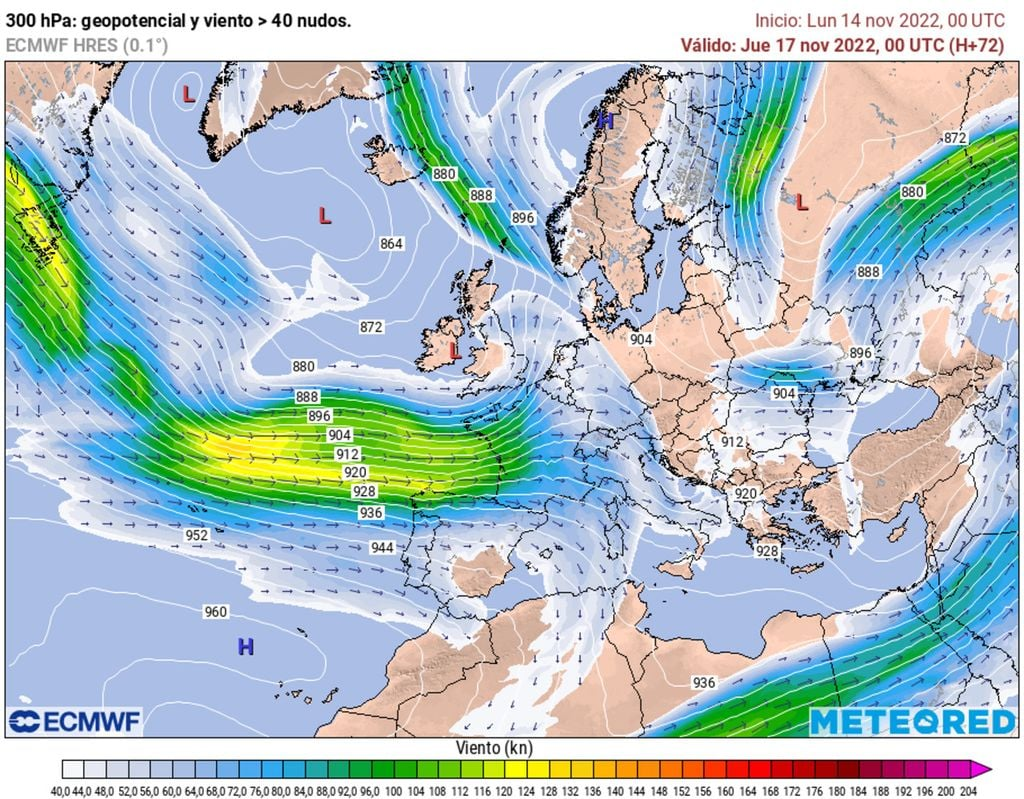 300 hPa: geopotencial y viento > 40 nudos.
Inicio: Lun 14 nov 2022, 00 UTC
ECMWF HRES (0.1°)
Válido: Jue 17 nov 2022, 00 UTC (H+72)
L
H
872
880
880
888
L
896
L
864
888
872
904
L
896
880
904
888
896
904
912
912
920
920
928
936
952
944
928
960
H
936
ECMWF
METEORED
Viento (kn)
40,0 44,0 48,0 52,0 56,0 60,0 64,0 68,0 72,0 76,0 80,0 84,0 88,0 92,0 96,0 100 104 108 112 116 120 124 128 132 136 140 144 148 152 156 160 164 168 172 176 180 184 188 192 196 200 204